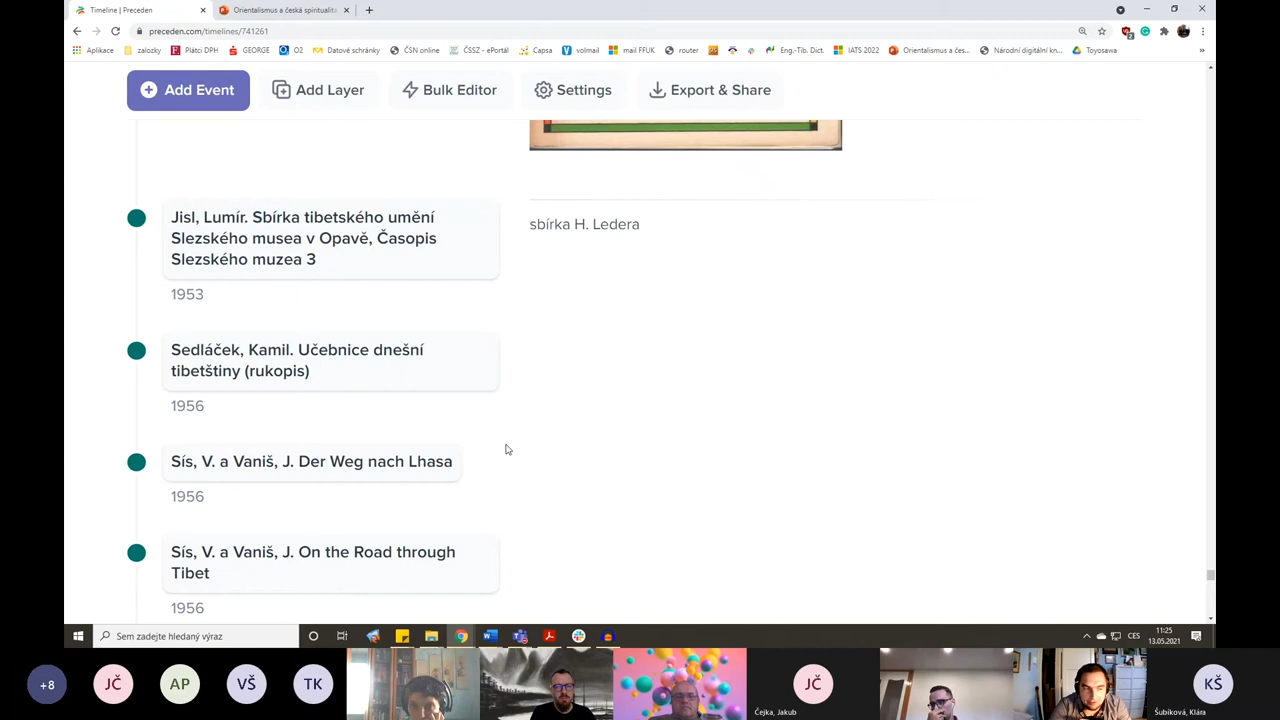 Timeline | Preceden
Orientalismus a česká spiritualita
preceden.com/timelines/741261
Aplikace
zalozky
Plátci DPH
GEORGE
O2
Datové schránky
ČSN online
ČSSZ - ePortál
Capsa
volmail
mail FFUK
router
Eng.-Tib. Dict.
IATS 2022
Orientalismus a čes...
Národní digitální kn...
Toyosawa
»
Add Event
Add Layer
Bulk Editor
Settings
Export & Share
Jisl, Lumír. Sbírka tibetského umění
Slezského musea v Opavě, Časopis
Slezského muzea 3
1953
sbírka H. Ledera
Sedláček, Kamil. Učebnice dnešní
tibetštiny (rukopis)
1956
Sís, V. a Vaniš, J. Der Weg nach Lhasa
1956
Sís, V. a Vaniš, J. On the Road through
Tibet
1956
Sem zadejte hledaný výraz
CES
11:25
13.05.2021
+8
JČ
AP
VŠ
TK
JČ
Čejka, Jakub
KŠ
Šubíková, Klára